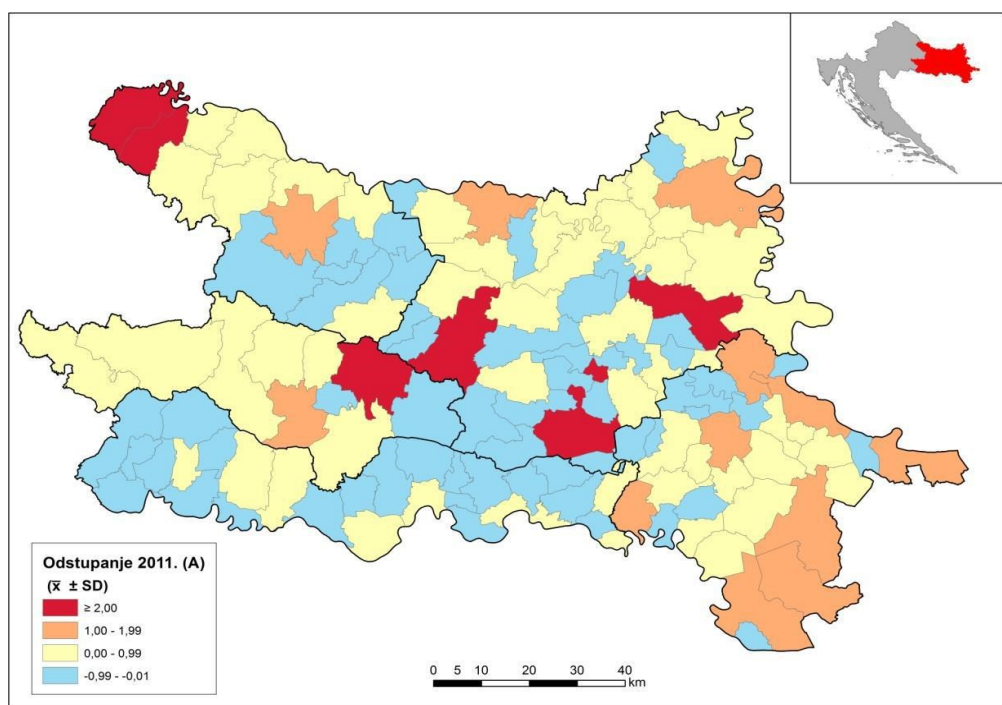 Odstupanje 2011. (A)
(x̅ ± SD)
≥ 2,00
1,00 - 1,99
0,00 - 0,99
-0,99 - -0,01
0 5 10 20 30 40
km